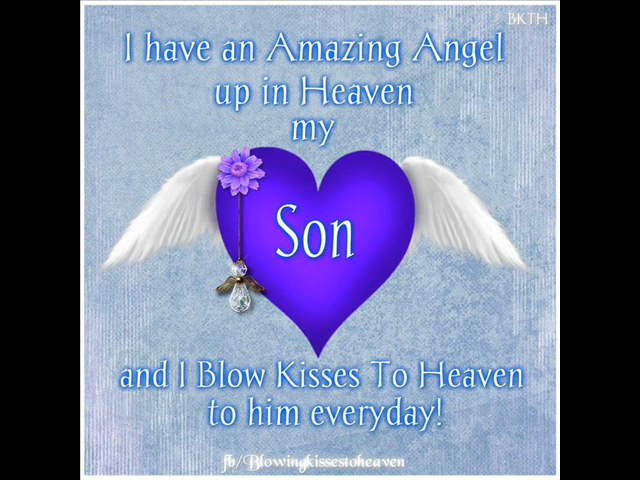 BKTH
I have an Amazing Angel
up in Heaven
my
Son
and I Blow Kisses To Heaven
to him everyday!
fb/Blowingkissestoheaven